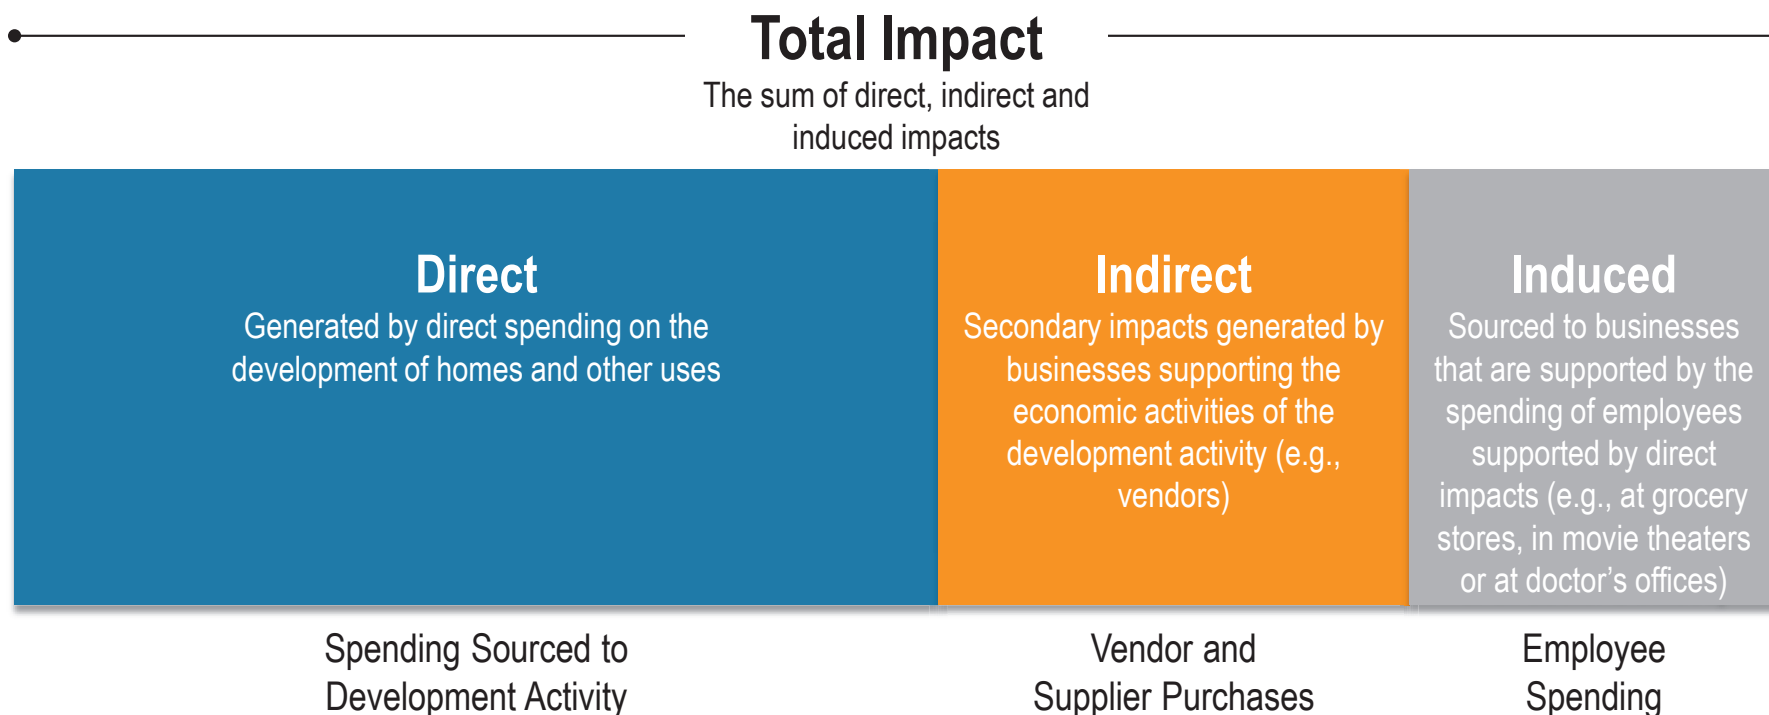 Total Impact
The sum of direct, indirect and
induced impacts
Direct
Generated by direct spending on the
development of homes and other uses
Indirect
Secondary impacts generated by
businesses supporting the
economic activities of the
development activity (e.g.,
vendors)
Induced
Sourced to businesses
that are supported by the
spending of employees
supported by direct
impacts (e.g., at grocery
stores, in movie theaters
or at doctor’s offices)
Spending Sourced to
Development Activity
Vendor and
Supplier Purchases
Employee
Spending